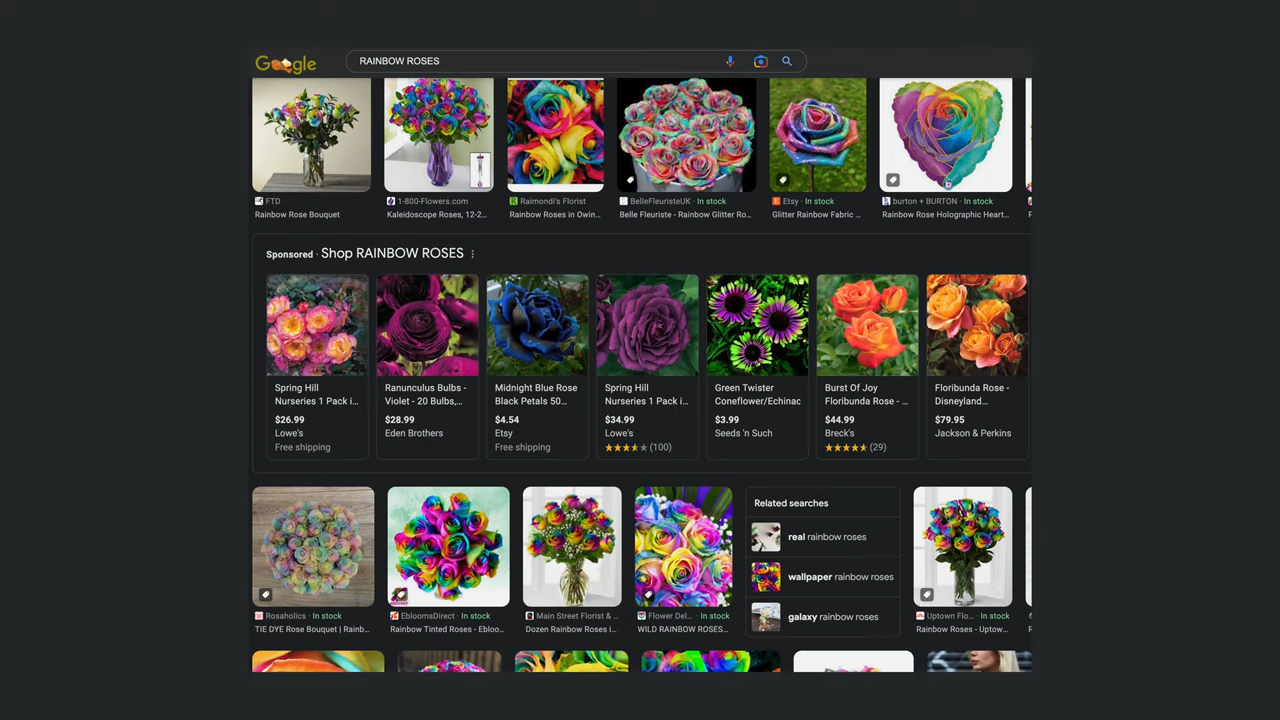 Google
RAINBOW ROSES
FTD
Rainbow Rose Bouquet
1-800-Flowers.com
Kaleidoscope Roses, 12-2...
Raimondi's Florist
Rainbow Roses in Owin...
BelleFleuristeUK · In stock
Belle Fleuriste - Rainbow Glitter Ro...
Etsy · In stock
Glitter Rainbow Fabric ...
burton + BURTON · In stock
Rainbow Rose Holographic Heart...
Sponsored · Shop RAINBOW ROSES
Spring Hill
Nurseries 1 Pack i...
$26.99
Lowe's
Free shipping
Ranunculus Bulbs -
Violet - 20 Bulbs,...
$28.99
Eden Brothers
Midnight Blue Rose
Black Petals 50...
$4.54
Etsy
Free shipping
Spring Hill
Nurseries 1 Pack i...
$34.99
Lowe's
(100)
Green Twister
Coneflower/Echinac
$3.99
Seeds 'n Such
Burst Of Joy
Floribunda Rose - ...
$44.99
Breck's
(29)
Floribunda Rose -
Disneyland...
$79.95
Jackson & Perkins
Rosaholics · In stock
TIE DYE Rose Bouquet | Rainb...
EbloomsDirect · In stock
Rainbow Tinted Roses - Ebloo...
Main Street Florist & ...
Dozen Rainbow Roses i...
Flower Del... · In stock
WILD RAINBOW ROSES...
Related searches
real rainbow roses
wallpaper rainbow roses
galaxy rainbow roses
Uptown Flo... · In stock
Rainbow Roses - Uptow...